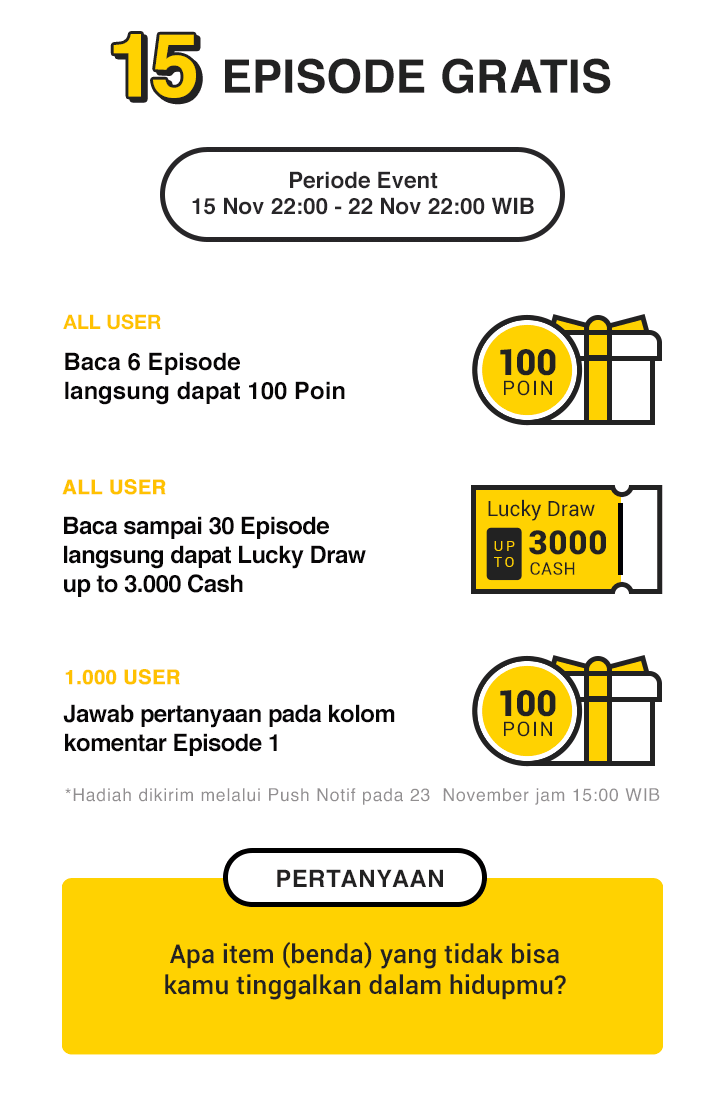 15 EPISODE GRATIS
Periode Event
15 Nov 22:00 - 22 Nov 22:00 WIB
ALL USER
Baca 6 Episode
langsung dapat 100 Poin
100
POIN
ALL USER
Baca sampai 30 Episode
langsung dapat Lucky Draw
up to 3.000 Cash
Lucky Draw
UP TO
3000
CASH
1.000 USER
Jawab pertanyaan pada kolom
komentar Episode 1
100
POIN
*Hadiah dikirim melalui Push Notif pada 23 November jam 15:00 WIB
PERTANYAAN
Apa item (benda) yang tidak bisa
kamu tinggalkan dalam hidupmu?